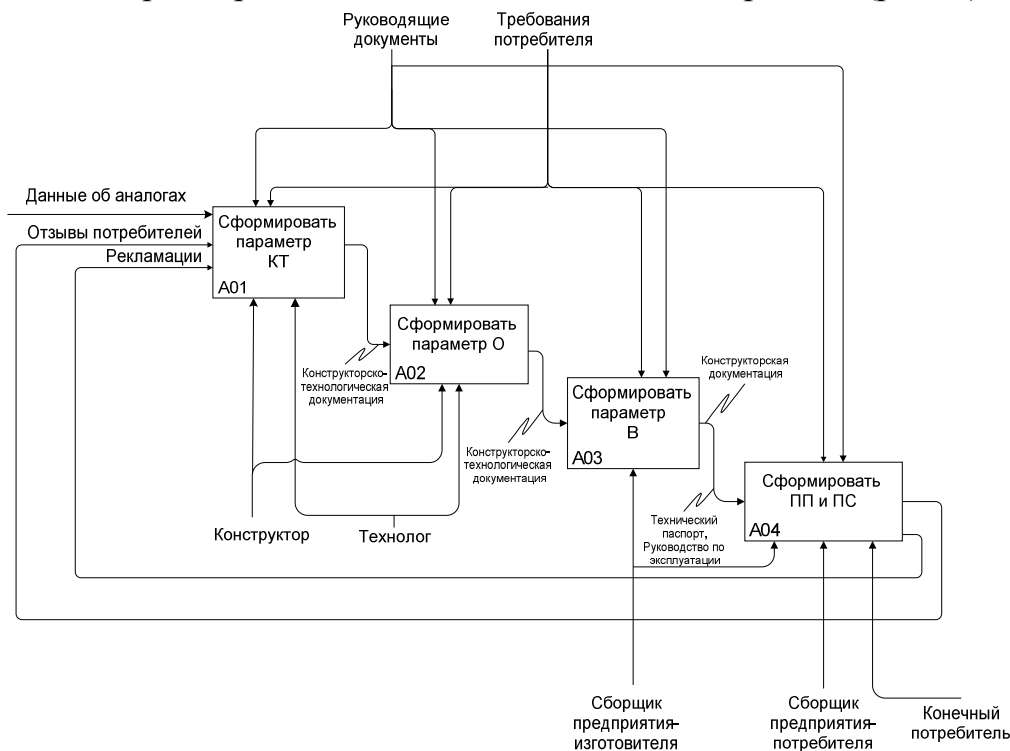 Руководящие
документы
Требования
потребителя
Данные об аналогах
Отзывы потребителей
Рекламации
Сформировать
параметр
КТ
А01
Сформировать
параметр О
А02
Конструкторско-
технологическая
документация
Сформировать
параметр
В
А03
Конструкторско-
технологическая
документация
Конструкторская
документация
Сформировать
ПП и ПС
А04
Технический
паспорт,
Руководство по
эксплуатации
Конструктор
Технолог
Сборщик
предприятия-
изготовителя
Сборщик
предприятия-
потребителя
Конечный
потребитель